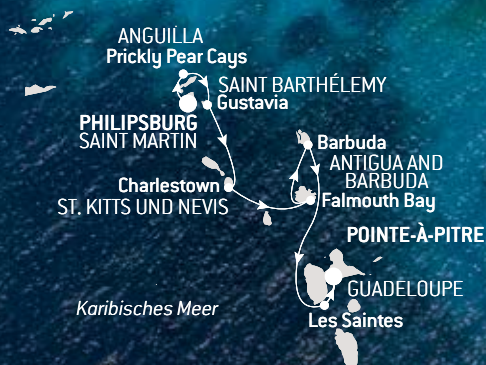 ANGUILLA
Prickly Pear Cays
SAINT BARTHÉLEMY
Gustavia
PHILIPSBURG
SAINT MARTIN
Barbuda
ANTIGUA AND
BARBUDA
Charlestown
ST. KITTS UND NEVIS
Falmouth Bay
POINTE-À-PITRE
GUADELOUPE
Karibisches Meer
Les Saintes